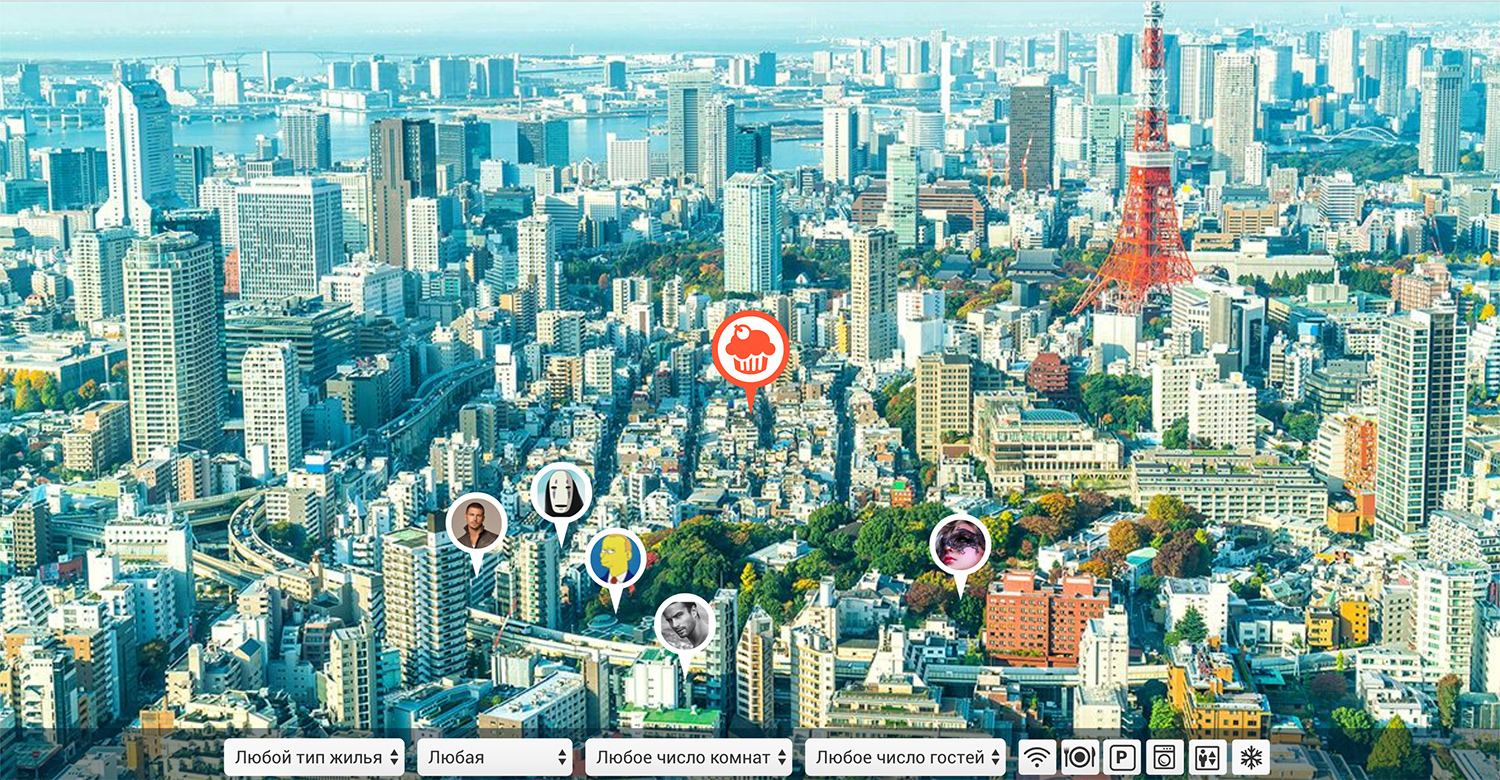 Любой тип жилья
Любая
Любое число комнат
Любое число гостей
P